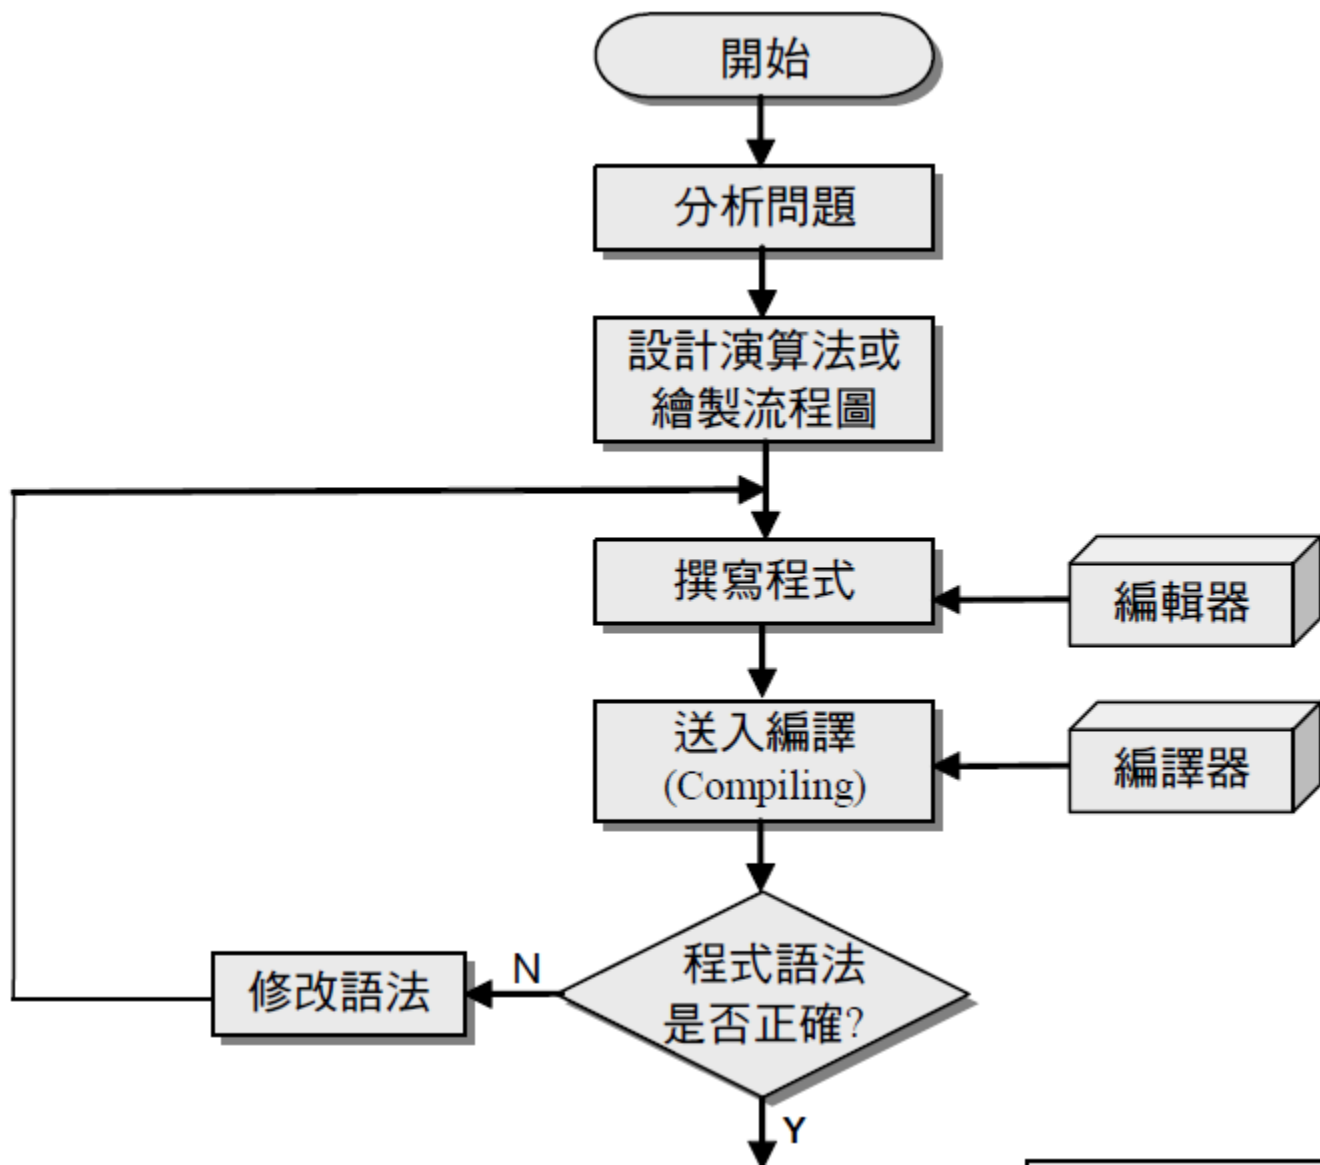 開始
分析問題
設計演算法或
繪製流程圖
撰寫程式
編輯器
送入編譯
(Compiling)
編譯器
程式語法
是否正確?
N
修改語法
Y